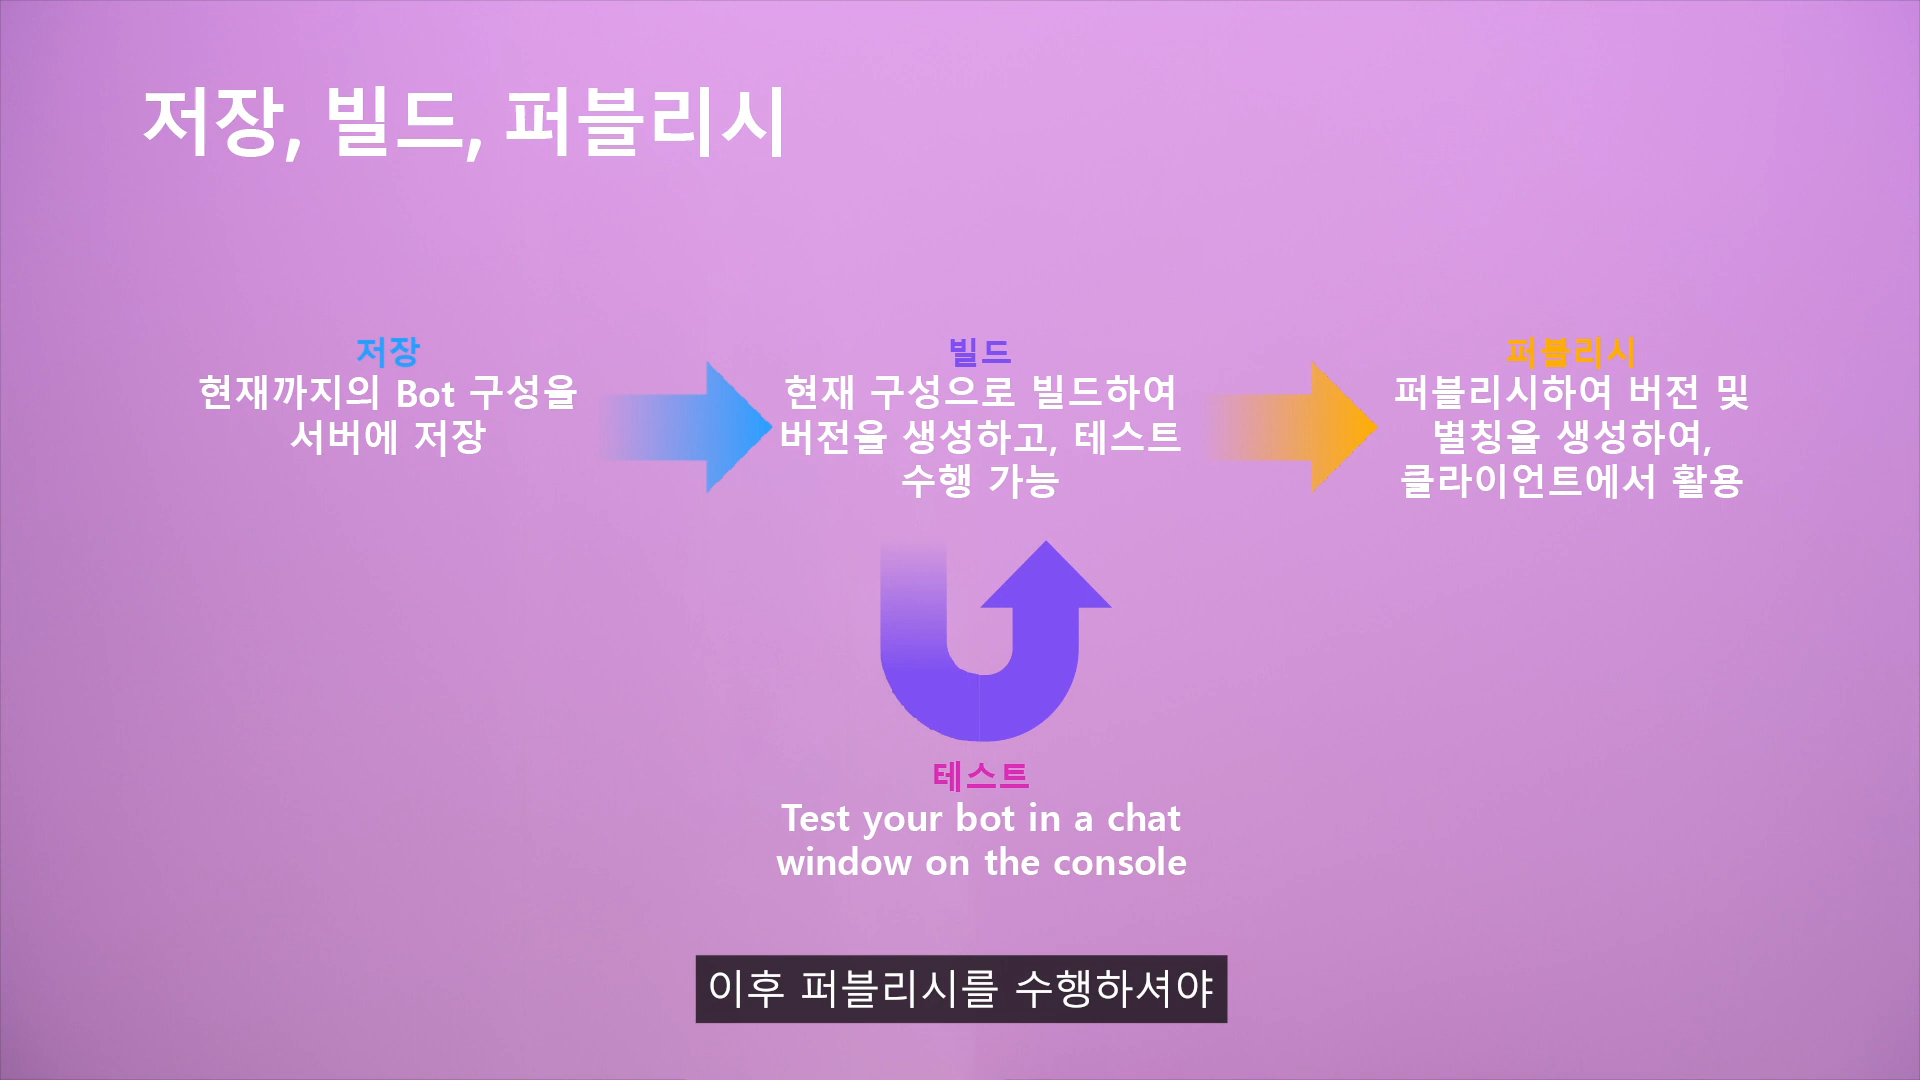 저장, 빌드, 퍼블리시
저장
현재까지의 Bot 구성을
서버에 저장
빌드
현재 구성으로 빌드하여
버전을 생성하고, 테스트
수행 가능
퍼블리시
퍼블리시하여 버전 및
별칭을 생성하여,
클라이언트에서 활용
테스트
Test your bot in a chat
window on the console
이후 퍼블리시를 수행하셔야